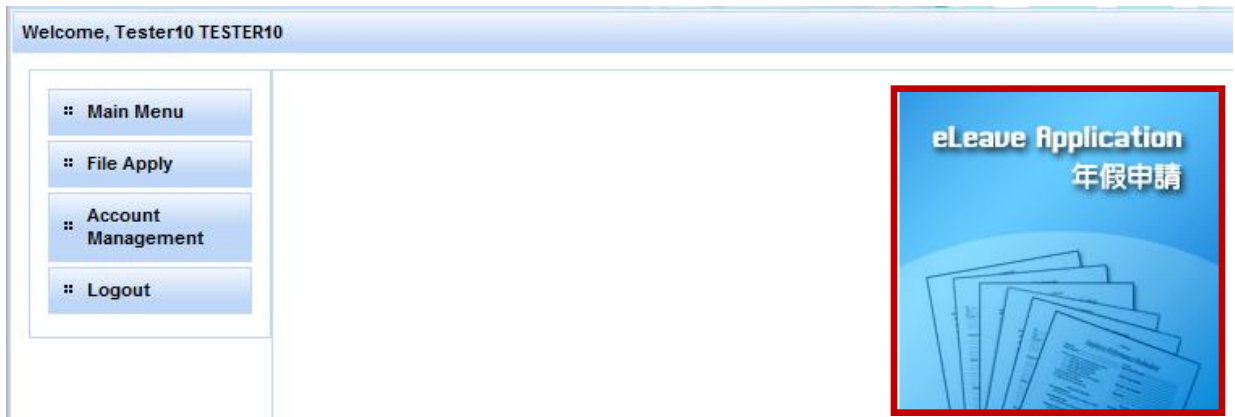 Welcome, Tester10 TESTER10
Main Menu
File Apply
Account
Management
Logout
eLeave Application
年假申請